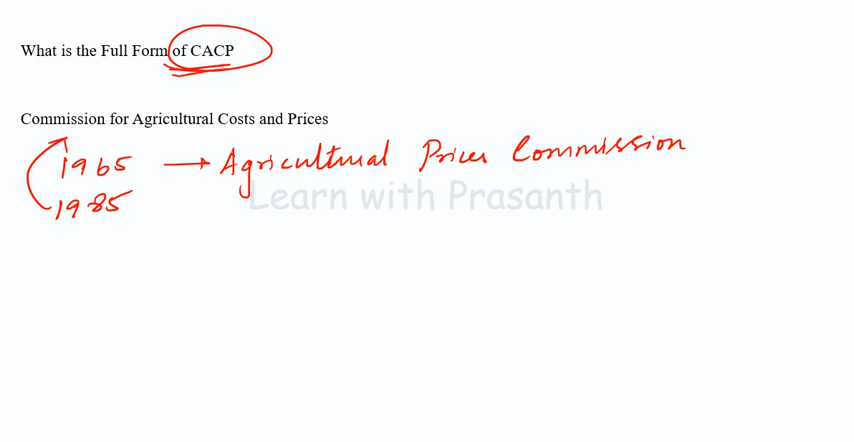 What is the Full Form of CACP
Commission for Agricultural Costs and Prices
1965 → Agricultural Prices Commission
1985
Learn with Prasanth